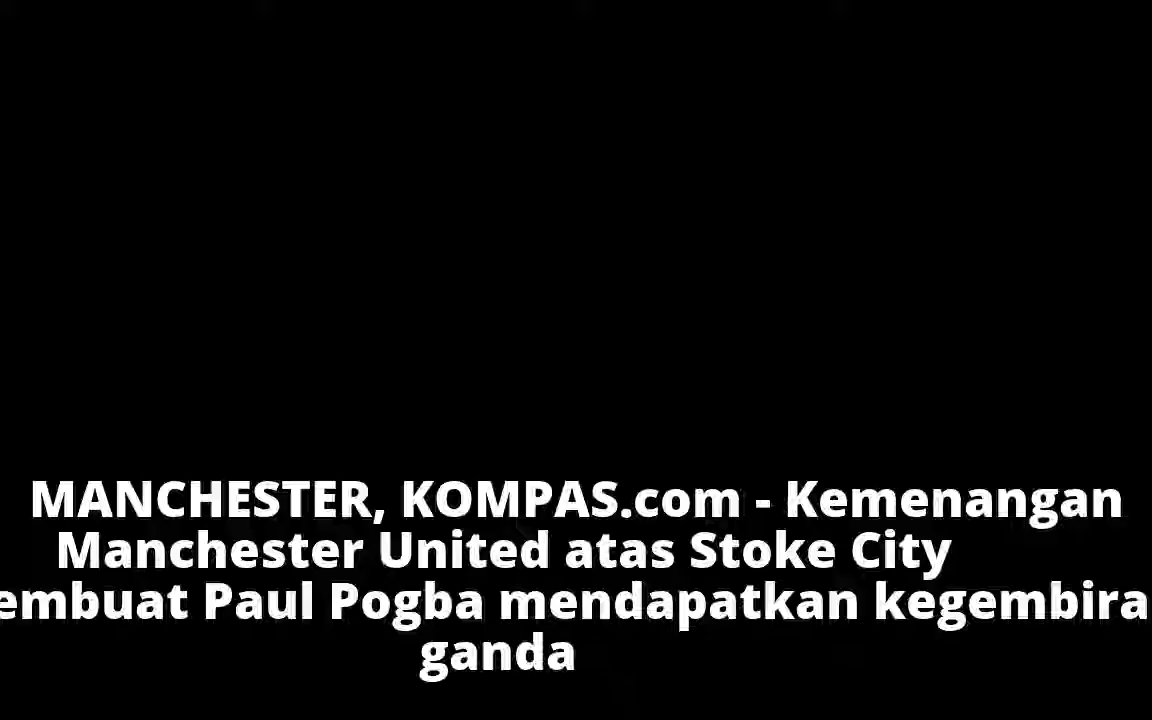 MANCHESTER, KOMPAS.com - Kemenangan
Manchester United atas Stoke City
embuat Paul Pogba mendapatkan kegembira
ganda